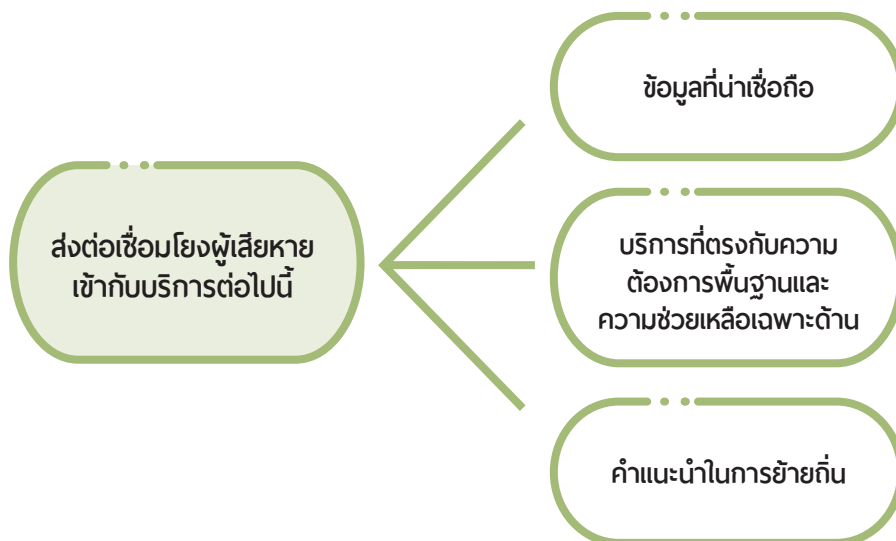 ส่งต่อเชื่อมโยงผู้เสียหาย
เข้ากับบริการต่อไปนี้
ข้อมูลที่น่าเชื่อถือ
บริการที่ตรงกับความ
ต้องการพื้นฐานและ
ความช่วยเหลือเฉพาะด้าน
คำแนะนำในการย้ายถิ่น